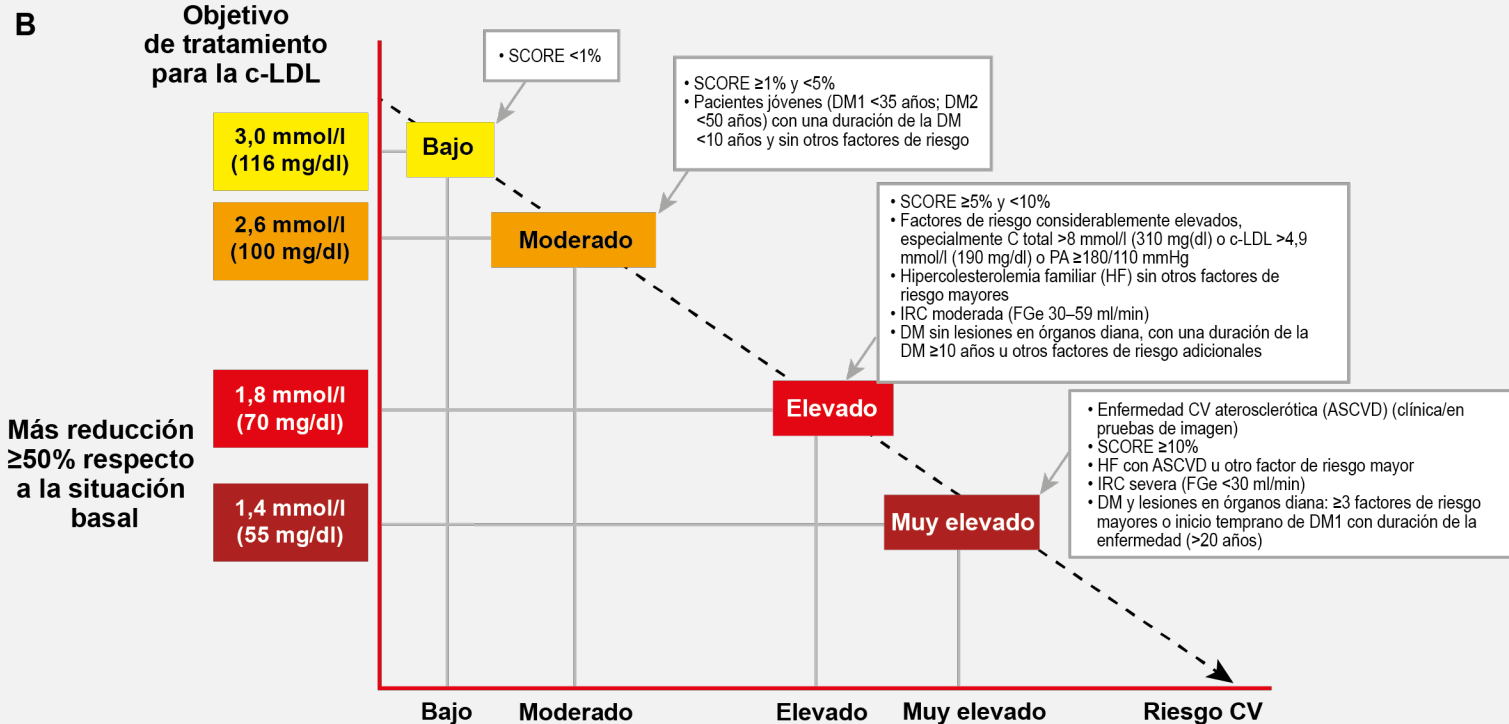 B
Objetivo
de tratamiento
para la c-LDL
3,0 mmol/l
(116 mg/dl)
2,6 mmol/l
(100 mg/dl)
1,8 mmol/l
(70 mg/dl)
1,4 mmol/l
(55 mg/dl)
Más reducción
≥50% respecto
a la situación
basal
Bajo
• SCORE <1%
Moderado
• SCORE ≥1% y <5%
• Pacientes jóvenes (DM1 <35 años; DM2
<50 años) con una duración de la DM
<10 años y sin otros factores de riesgo
Elevado
• SCORE ≥5% y <10%
• Factores de riesgo considerablemente elevados,
especialmente C total >8 mmol/l (310 mg(dl) o c-LDL >4,9
mmol/l (190 mg/dl) o PA ≥180/110 mmHg
• Hipercolesterolemia familiar (HF) sin otros factores de
riesgo mayores
• IRC moderada (FGe 30–59 ml/min)
• DM sin lesiones en órganos diana, con una duración de la
DM ≥10 años u otros factores de riesgo adicionales
Muy elevado
• Enfermedad CV aterosclerótica (ASCVD) (clínica/en
pruebas de imagen)
• SCORE ≥10%
• HF con ASCVD u otro factor de riesgo mayor
• IRC severa (FGe <30 ml/min)
• DM y lesiones en órganos diana: ≥3 factores de riesgo
mayores o inicio temprano de DM1 con duración de la
enfermedad (>20 años)
Bajo
Moderado
Elevado
Muy elevado
Riesgo CV